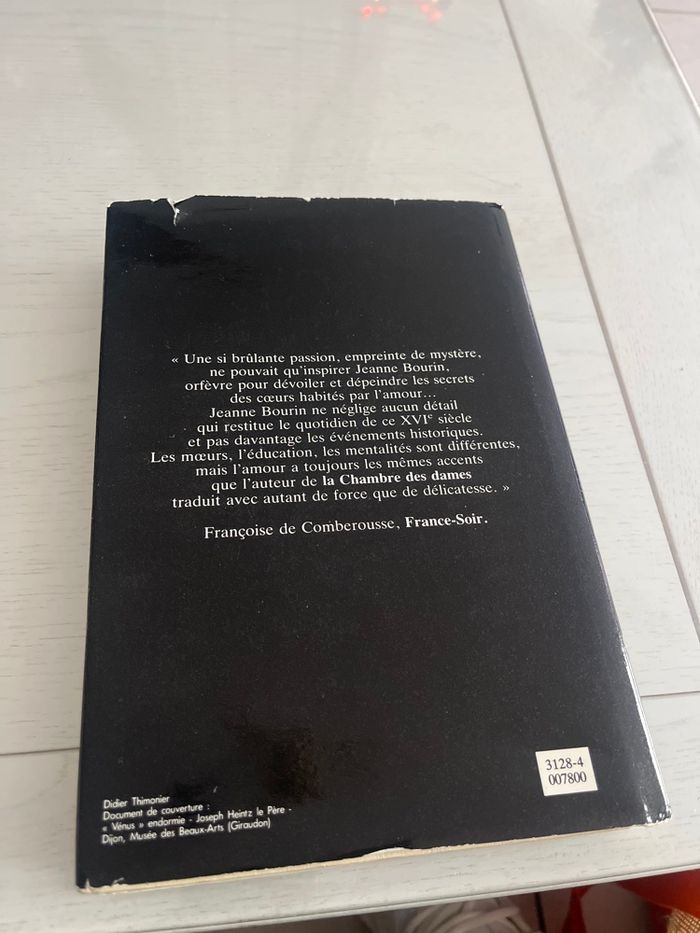 « Une si brûlante passion, empreinte de mystère,
ne pouvait qu'inspirer Jeanne Bourin,
orfèvre pour dévoiler et dépeindre les secrets
des cœurs habités par l'amour...
Jeanne Bourin ne néglige aucun détail
qui restitue le quotidien de ce XVIe siècle
et pas davantage les événements historiques.
Les mœurs, l'éducation, les mentalités sont différentes,
mais l'amour a toujours les mêmes accents
que l'auteur de la Chambre des dames
traduit avec autant de force que de délicatesse. »
Françoise de Comberousse, France-Soir.
3128-4
007800
Didier Thimonier
Document de couverture :
« Vénus » endormie - Joseph Heintz le Père -
Dijon, Musée des Beaux-Arts (Giraudon)